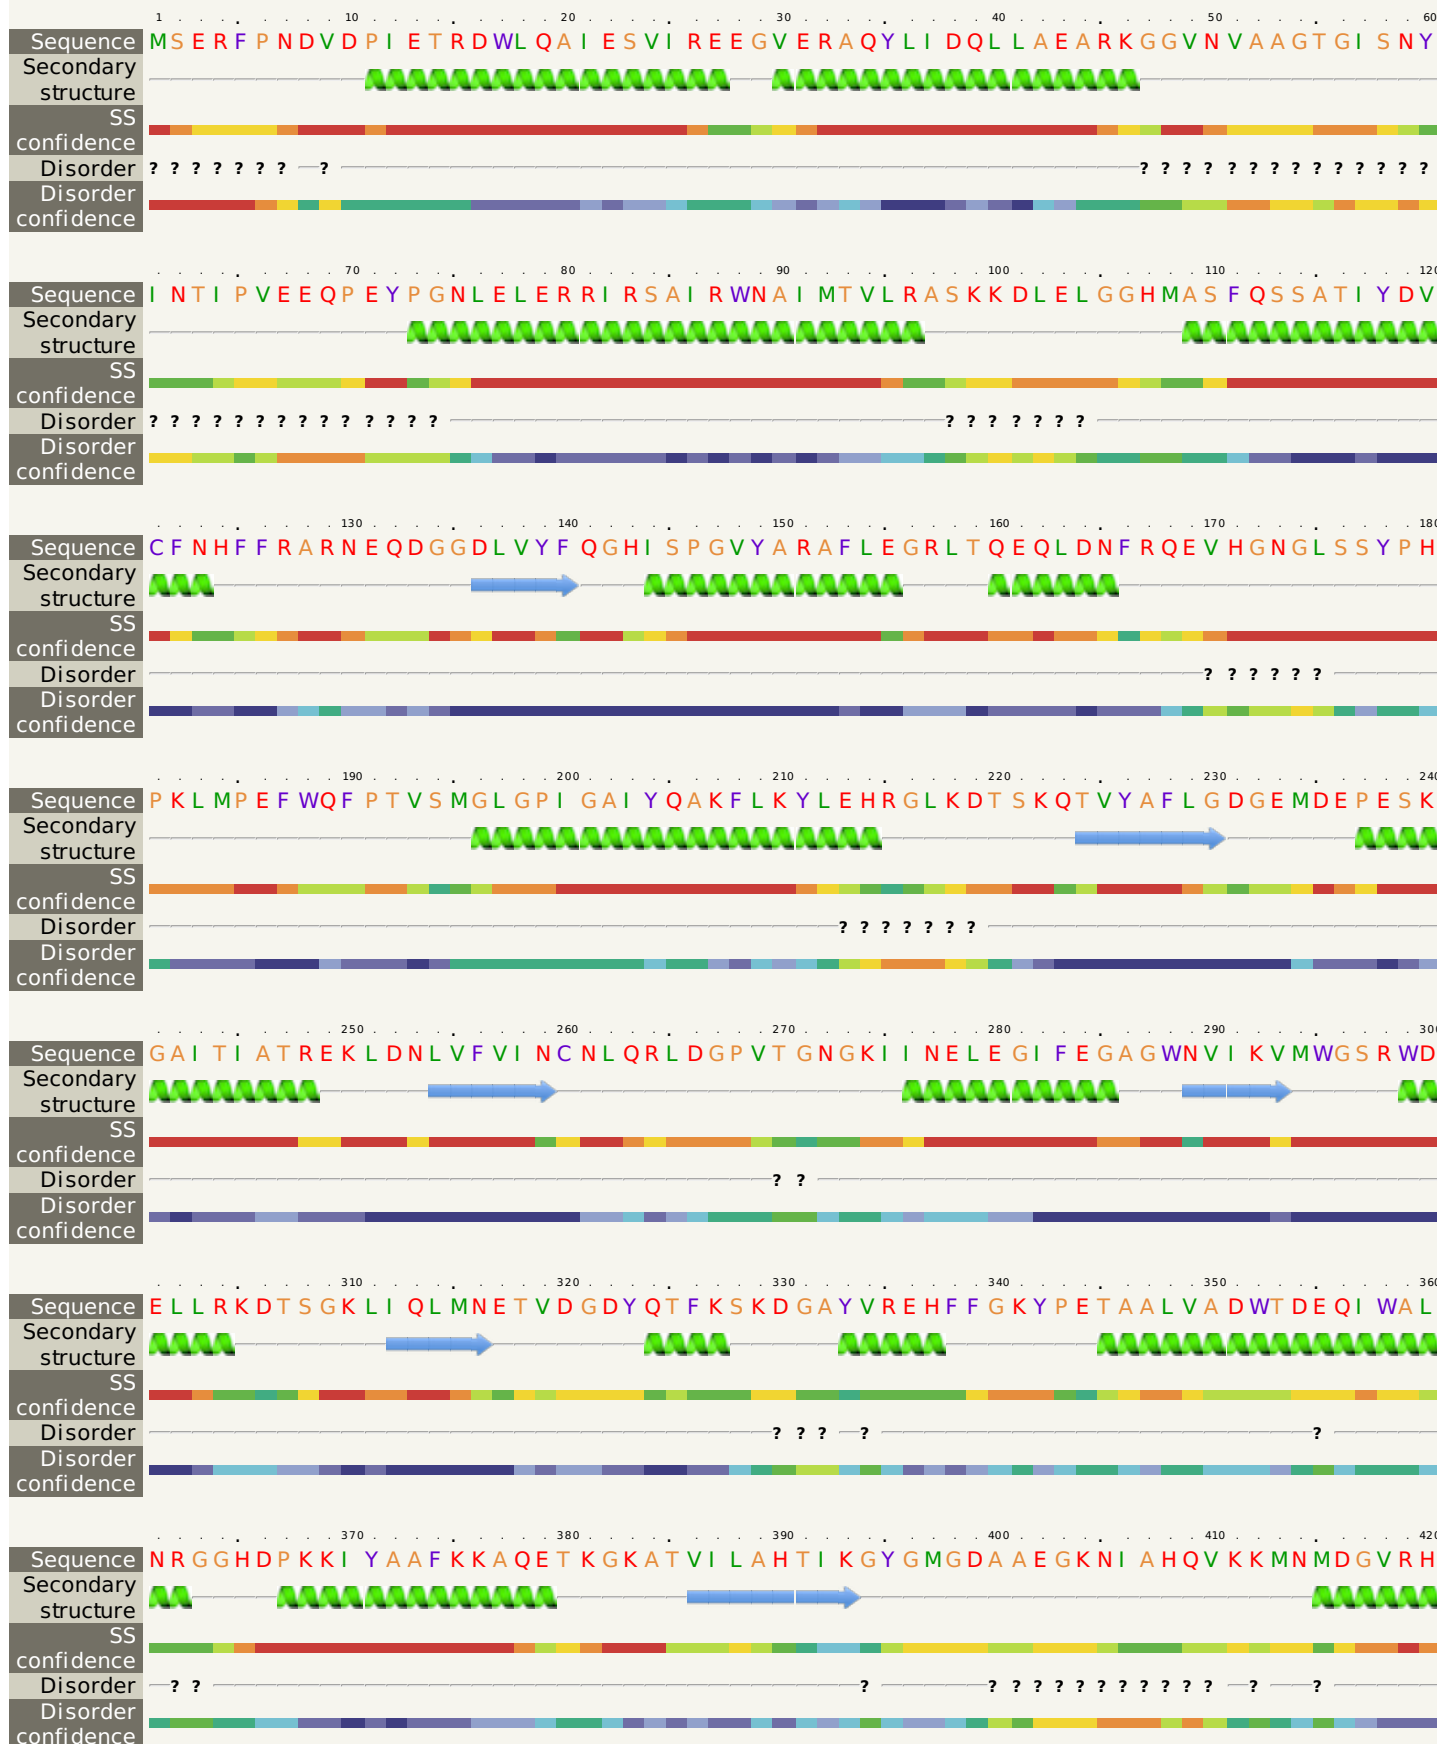 1 10 20 30 40 50 60
Sequence M S E R F P N D V D P I E T R D W L Q A I E S V I R E E G V E R A Q Y L I D Q L L A E A R K G G V N V A A G T G I S N Y
Secondary
structure
SS
confidence
Disorder ? ? ? ? ? ? ? ? ? ? ? ? ? ? ? ? ? ? ? ? ? ?
Disorder
confidence
70 80 90 100 110 120
Sequence I N T I P V E E Q P E Y P G N L E L E R R I R S A I R W N A I M T V L R A S K K D L E L G G H M A S F Q S S A T I Y D V
Secondary
structure
SS
confidence
Disorder ? ? ? ? ? ? ? ? ? ? ? ? ? ? ? ? ? ? ? ? ?
Disorder
confidence
130 140 150 160 170 180
Sequence C F N H F F R A R N E Q D G G D L V Y F Q G H I S P G V Y A R A F L E G R L T Q E Q L D N F R Q E V H G N G L S S Y P H
Secondary
structure
SS
confidence
Disorder ? ? ? ? ? ?
Disorder
confidence
190 200 210 220 230 240
Sequence P K L M P E F W Q F P T V S M G L G P I G A I Y Q A K F L K Y L E H R G L K D T S K Q T V Y A F L G D G E M D E P E S K
Secondary
structure
SS
confidence
Disorder ? ? ? ? ? ? ?
Disorder
confidence
250 260 270 280 290 300
Sequence G A I T I A T R E K L D N L V F V I N C N L Q R L D G P V T G N G K I I N E L E G I F E G A G W N V I K V M W G S R W D
Secondary
structure
SS
confidence
Disorder ? ?
Disorder
confidence
310 320 330 340 350 360
Sequence E L L R K D T S G K L I Q L M N E T V D G D Y Q T F K S K D G A Y V R E H F F G K Y P E T A A L V A D W T D E Q I W A L
Secondary
structure
SS
confidence
Disorder ? ? ? ? ?
Disorder
confidence
370 380 390 400 410 420
Sequence N R G G H D P K K I Y A A F K K A Q E T K G K A T V I L A H T I K G Y G M G D A A E G K N I A H Q V K K M N M D G V R H
Secondary
structure
SS
confidence
Disorder ? ? ? ? ? ? ? ? ? ? ? ? ? ? ? ?
Disorder
confidence